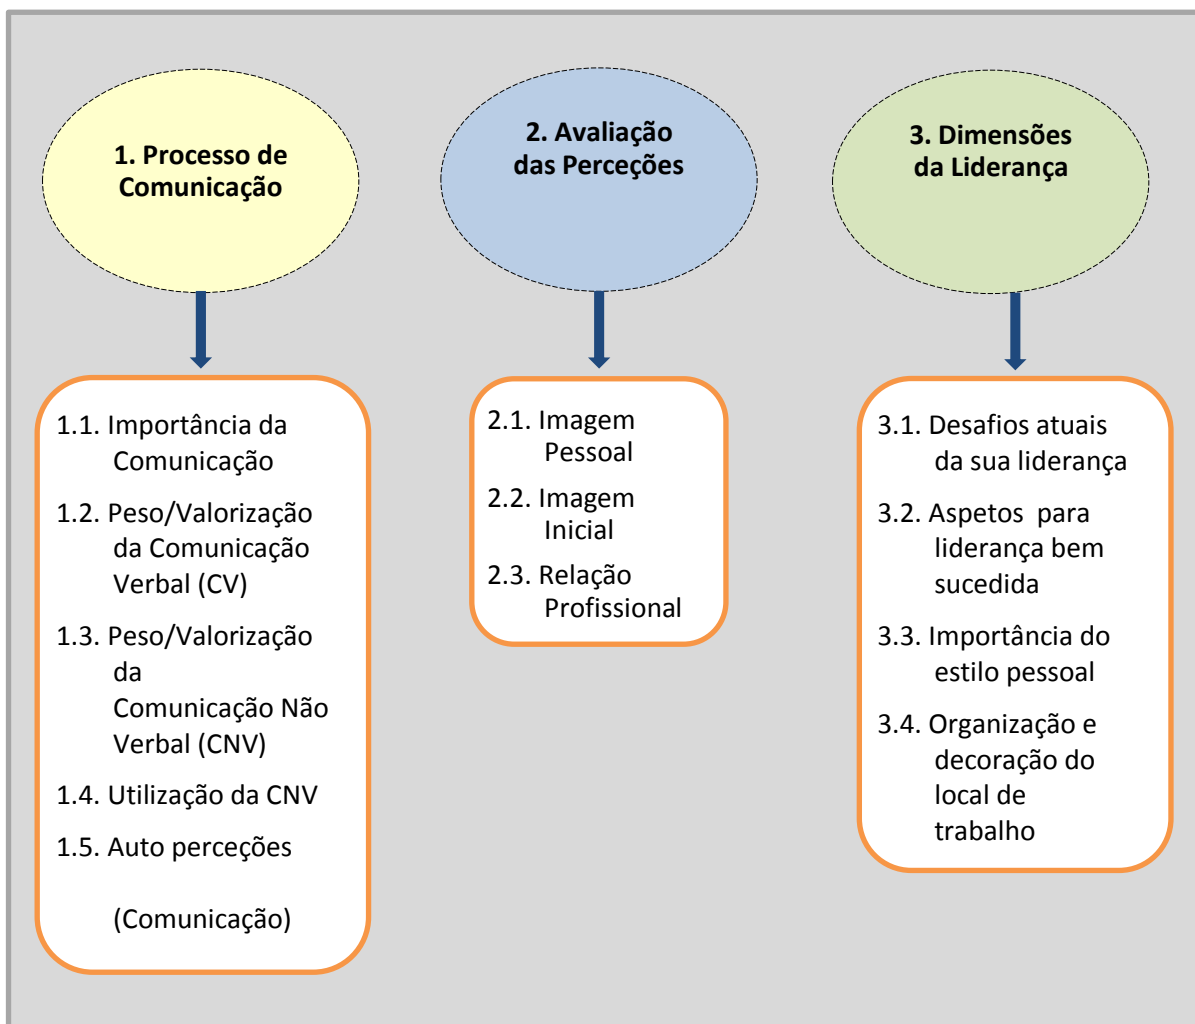 1. Processo de
Comunicação
2. Avaliação
das Perceções
3. Dimensões
da Liderança
1.1. Importância da
Comunicação
1.2. Peso/Valorização
da Comunicação
Verbal (CV)
1.3. Peso/Valorização
da
Comunicação Não
Verbal (CNV)
1.4. Utilização da CNV
1.5. Auto perceções
(Comunicação)
2.1. Imagem
Pessoal
2.2. Imagem
Inicial
2.3. Relação
Profissional
3.1. Desafios atuais
da sua liderança
3.2. Aspetos para
liderança bem
sucedida
3.3. Importância do
estilo pessoal
3.4. Organização e
decoração do
local de
trabalho